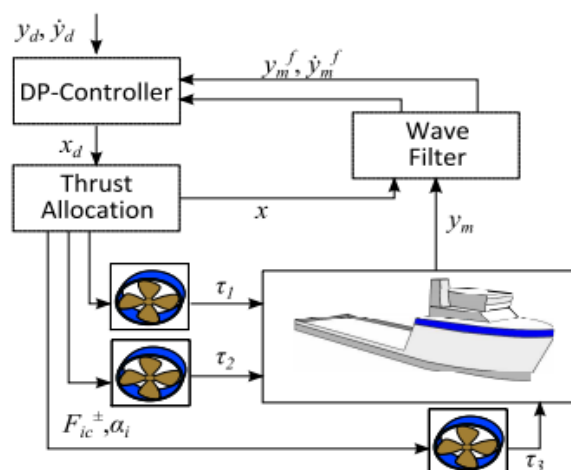 y_d, ẏ_d
DP-Controller
y_m^f, ẏ_m^f
Wave
Filter
x_d
Thrust
Allocation
x
y_m
τ_1
τ_2
F_ic^±, α_i
τ_3